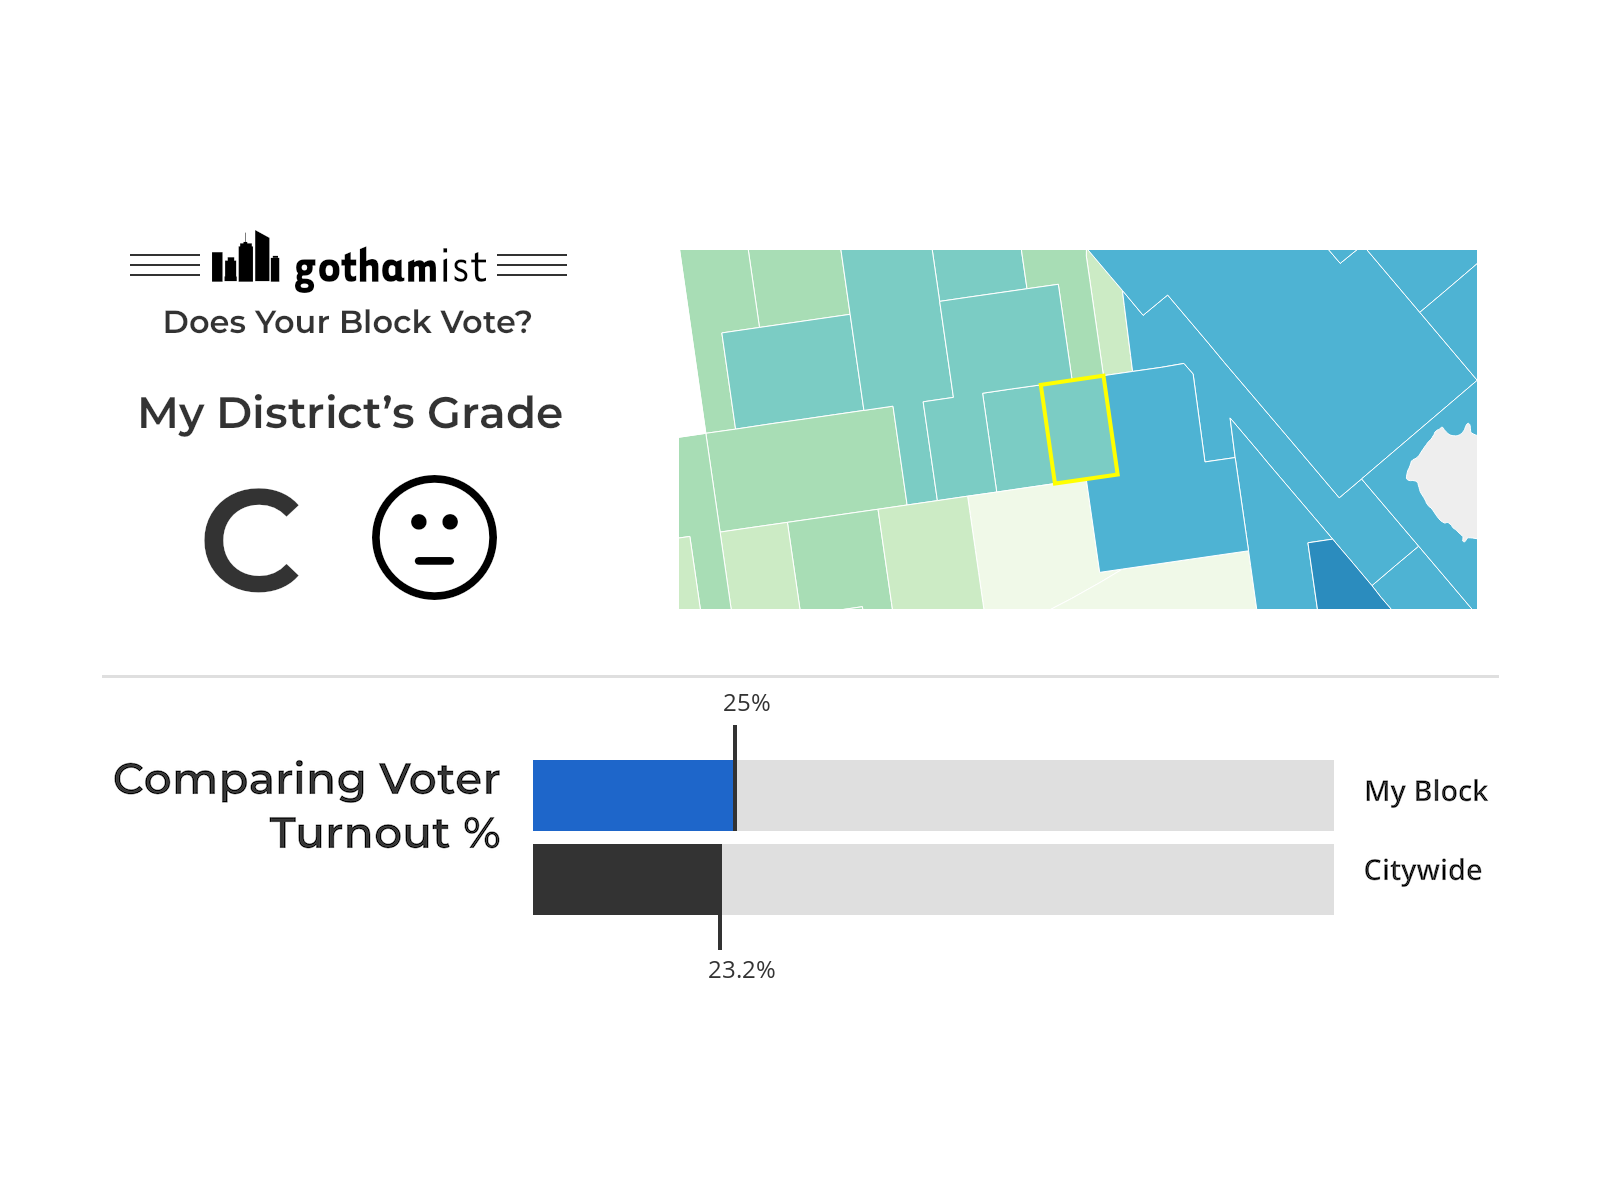 gothamist
Does Your Block Vote?
My District’s Grade
C
25%
Comparing Voter
Turnout %
My Block
Citywide
23.2%